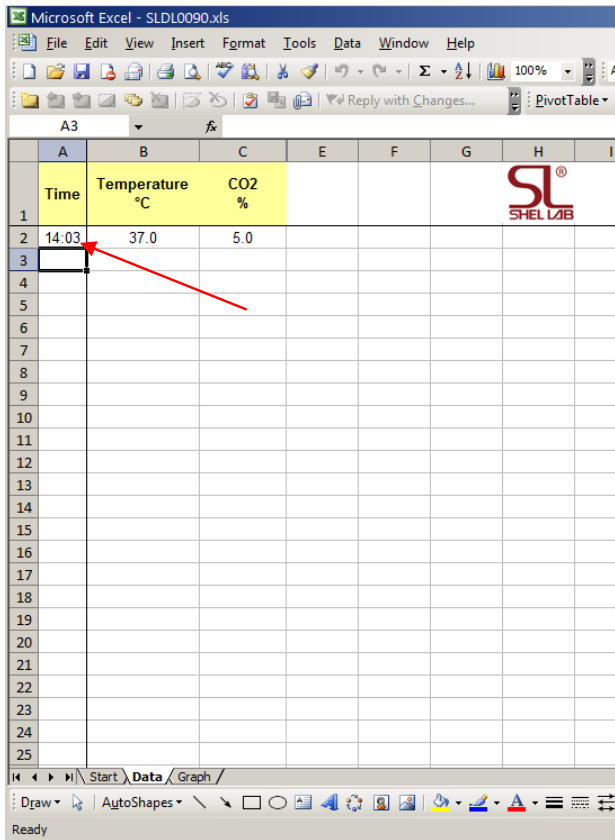 Microsoft Excel - SLDL0090.xls
File Edit View Insert Format Tools Data Window Help
Σ 100%
Reply with Changes... PivotTable
A3 fx
A B C E F G H I
1 Time Temperature °C CO2 % SL® SHEL LAB
2 14:03 37.0 5.0
3
4
5
6
7
8
9
10
11
12
13
14
15
16
17
18
19
20
21
22
23
24
25
Start Data Graph
Draw AutoShapes A
Ready